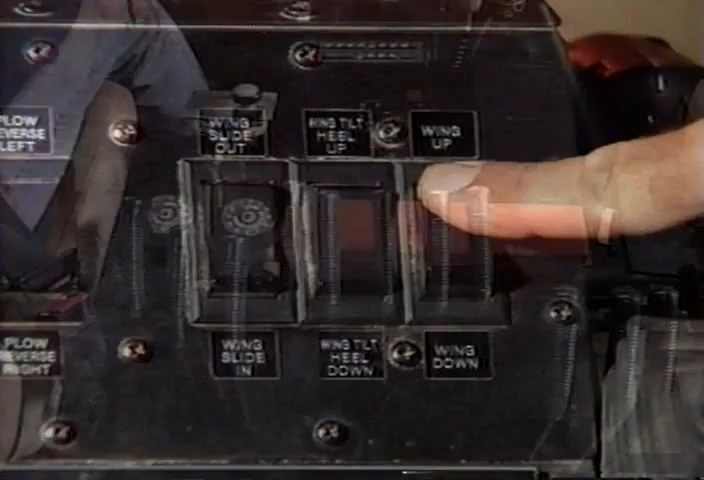 PLOW
REVERSE
LEFT
WING
SLIDE
OUT
WING TILT
HEEL
UP
WING
UP
PLOW
REVERSE
RIGHT
WING
SLIDE
IN
WING TILT
HEEL
DOWN
WING
DOWN